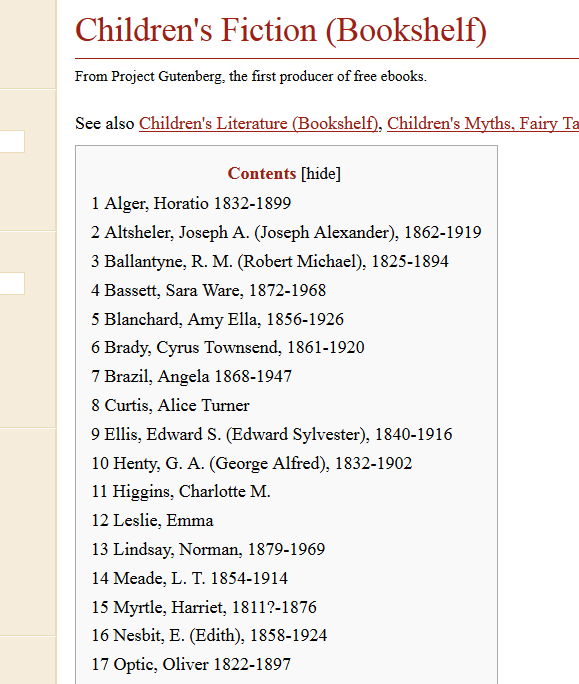 Children's Fiction (Bookshelf)
From Project Gutenberg, the first producer of free ebooks.
See also Children's Literature (Bookshelf), Children's Myths, Fairy Ta
Contents [hide]
1 Alger, Horatio 1832-1899
2 Altsheler, Joseph A. (Joseph Alexander), 1862-1919
3 Ballantyne, R. M. (Robert Michael), 1825-1894
4 Bassett, Sara Ware, 1872-1968
5 Blanchard, Amy Ella, 1856-1926
6 Brady, Cyrus Townsend, 1861-1920
7 Brazil, Angela 1868-1947
8 Curtis, Alice Turner
9 Ellis, Edward S. (Edward Sylvester), 1840-1916
10 Henty, G. A. (George Alfred), 1832-1902
11 Higgins, Charlotte M.
12 Leslie, Emma
13 Lindsay, Norman, 1879-1969
14 Meade, L. T. 1854-1914
15 Myrtle, Harriet, 1811?-1876
16 Nesbit, E. (Edith), 1858-1924
17 Optic, Oliver 1822-1897